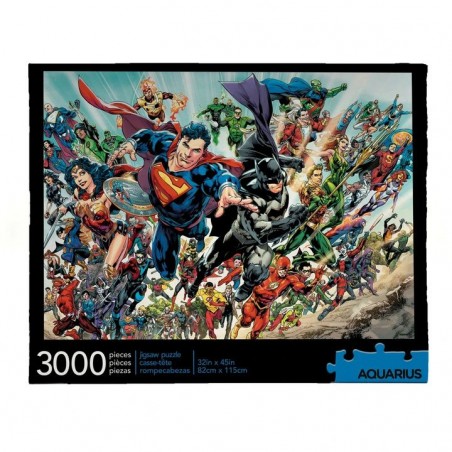 3000
pieces
pièces
piezas
jigsaw puzzle
casse-tête
rompecabezas
32in x 45in
82cm x 115cm
AQUARIUS